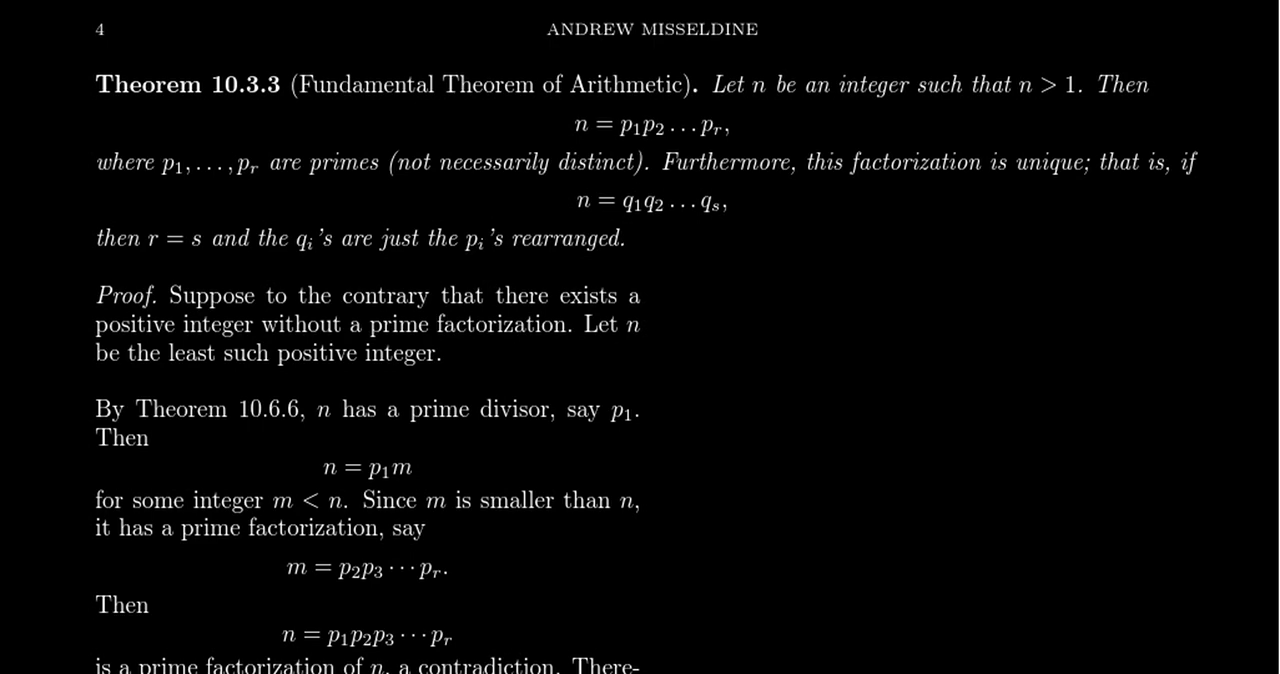 4 ANDREW MISSELDINE
Theorem 10.3.3 (Fundamental Theorem of Arithmetic). Let n be an integer such that n > 1. Then
n = p₁p₂ … pᵣ,
where p₁, …, pᵣ are primes (not necessarily distinct). Furthermore, this factorization is unique; that is, if
n = q₁q₂ … qₛ,
then r = s and the qᵢ's are just the pᵢ's rearranged.
Proof. Suppose to the contrary that there exists a
positive integer without a prime factorization. Let n
be the least such positive integer.
By Theorem 10.6.6, n has a prime divisor, say p₁.
Then
n = p₁m
for some integer m < n. Since m is smaller than n,
it has a prime factorization, say
m = p₂p₃ ⋯ pᵣ.
Then
n = p₁p₂p₃ ⋯ pᵣ
is a prime factorization of n, a contradiction. There-